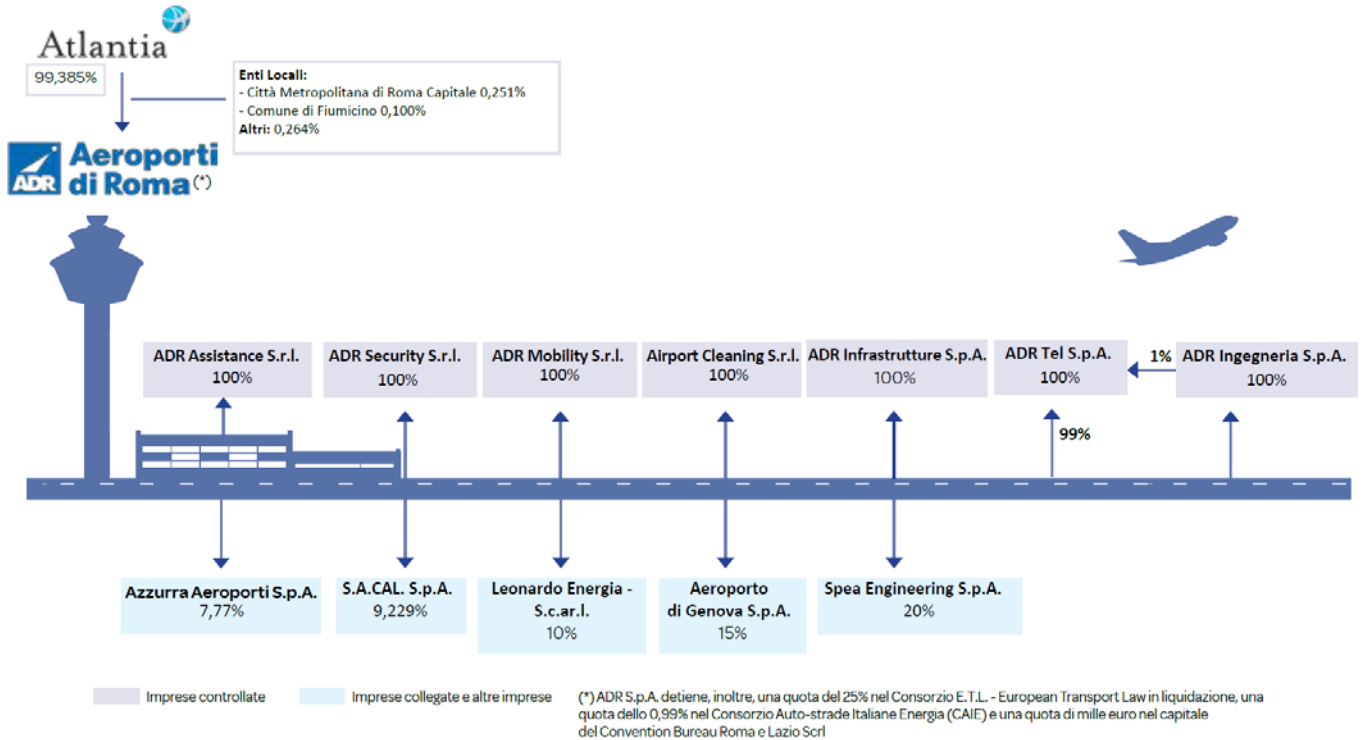 Atlantia
99,385%
Enti Locali:
- Città Metropolitana di Roma Capitale 0,251%
- Comune di Fiumicino 0,100%
Altri: 0,264%
ADR
Aeroporti
di Roma (*)
ADR Assistance S.r.l.
100%
ADR Security S.r.l.
100%
ADR Mobility S.r.l.
100%
Airport Cleaning S.r.l.
100%
ADR Infrastrutture S.p.A.
100%
ADR Tel S.p.A.
100%
1%
ADR Ingegneria S.p.A.
100%
99%
Azzurra Aeroporti S.p.A.
7,77%
S.A.CAL. S.p.A.
9,229%
Leonardo Energia -
S.c.ar.l.
10%
Aeroporto
di Genova S.p.A.
15%
Spea Engineering S.p.A.
20%
Imprese controllate
Imprese collegate e altre imprese
(*) ADR S.p.A. detiene, inoltre, una quota del 25% nel Consorzio E.T.L. - European Transport Law in liquidazione, una
quota dello 0,99% nel Consorzio Auto-strade Italiane Energia (CAIE) e una quota di mille euro nel capitale
del Convention Bureau Roma e Lazio Scrl